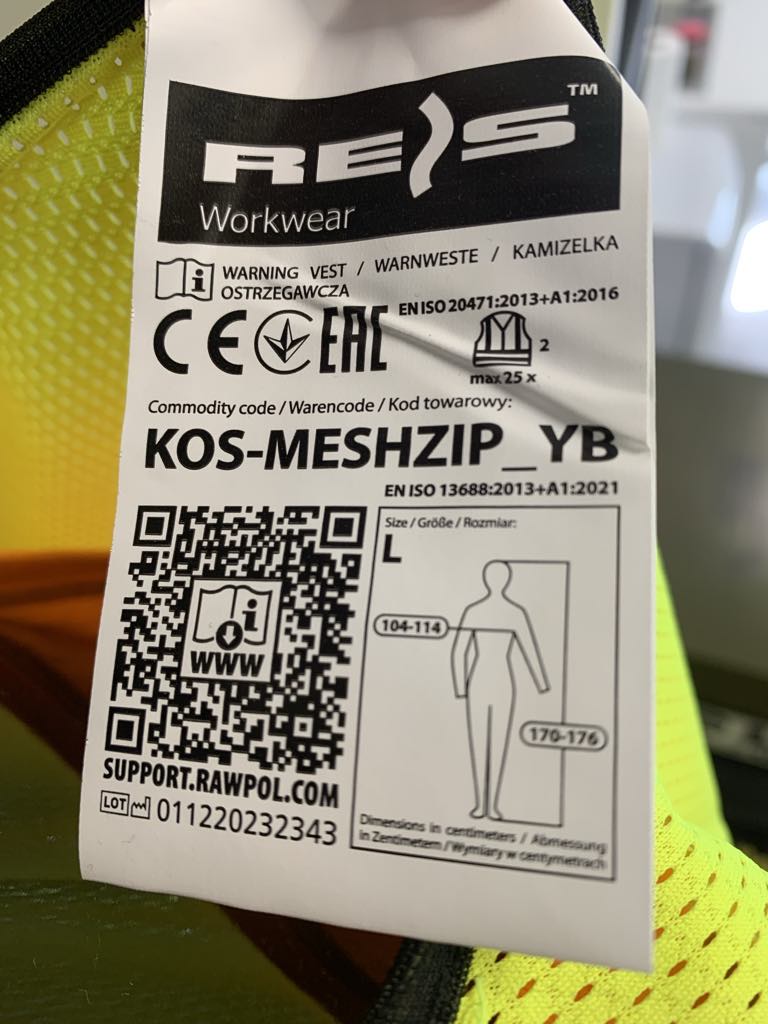 REIS™
Workwear
WARNING VEST / WARNWESTE / KAMIZELKA
OSTRZEGAWCZA
EN ISO 20471:2013+A1:2016
CE EAC
2
max 25 x
Commodity code / Warencode / Kod towarowy:
KOS-MESHZIP_YB
EN ISO 13688:2013+A1:2021
Size / Größe / Rozmiar:
L
104-114
170-176
Dimensions in centimeters / Abmessung
in Zentimetern / Wymiary w centymetrach
i
WWW
SUPPORT.RAWPOL.COM
LOT 011220232343